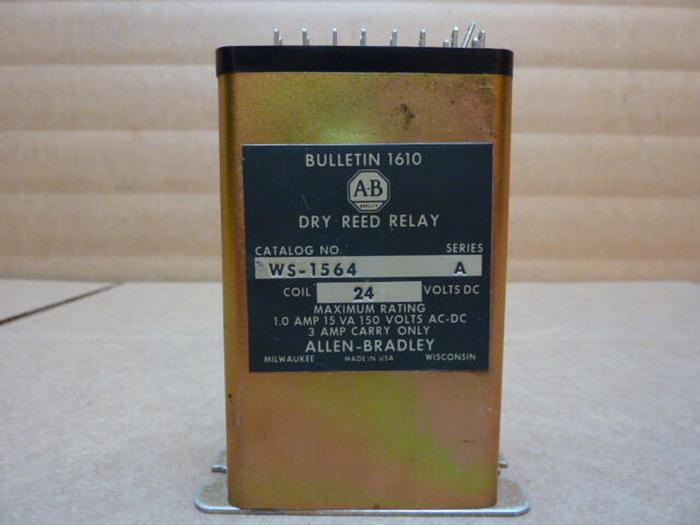 BULLETIN 1610
A-B
QUALITY
DRY REED RELAY
CATALOG NO. SERIES
WS-1564 A
COIL 24 VOLTS DC
MAXIMUM RATING
1.0 AMP 15 VA 150 VOLTS AC-DC
3 AMP CARRY ONLY
ALLEN-BRADLEY
MILWAUKEE MADE IN USA WISCONSIN